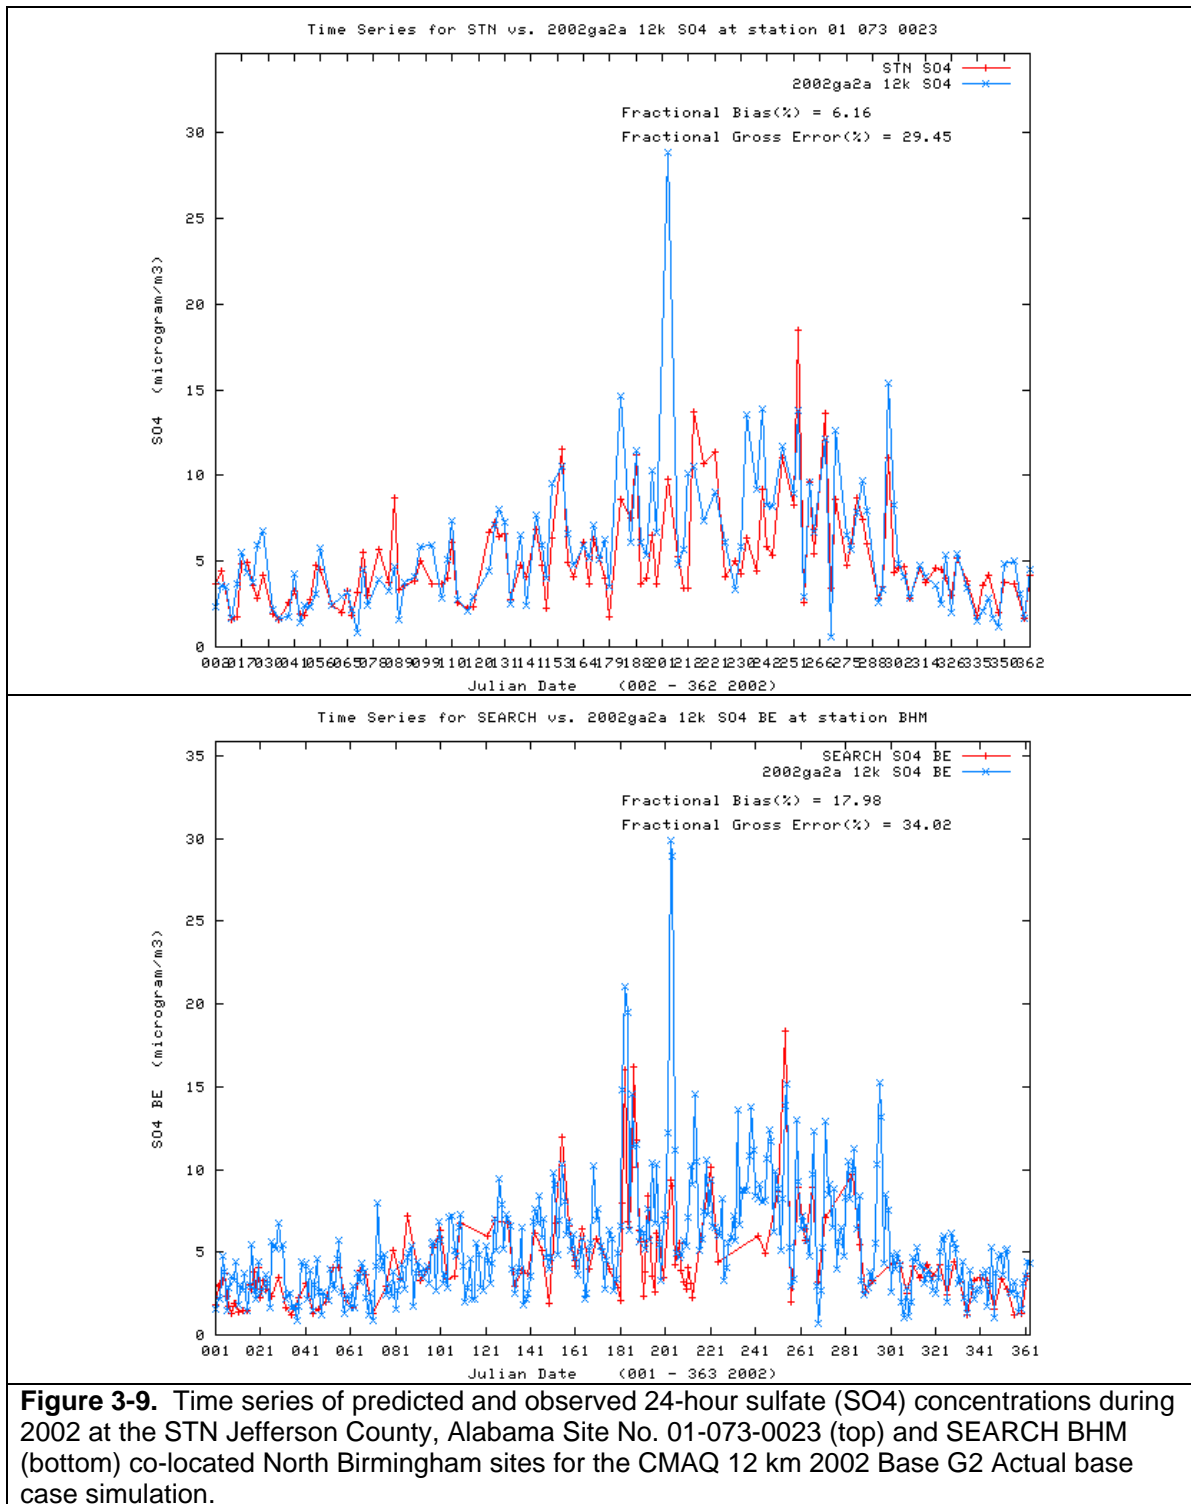 Time Series for STN vs. 2002ga2a 12k SO4 at station 01 073 0023
STN SO4
2002ga2a 12k SO4
Fractional Bias(%) = 6.16
Fractional Gross Error(%) = 29.45
30
25
20
15
10
5
0
SO4 (microgram/m3)
Julian Date (002 - 362 2002)
Time Series for SEARCH vs. 2002ga2a 12k SO4 BE at station BHM
SEARCH SO4 BE
2002ga2a 12k SO4 BE
Fractional Bias(%) = 17.98
Fractional Gross Error(%) = 34.02
35
30
25
20
15
10
5
0
SO4 BE (microgram/m3)
001 021 041 061 081 101 121 141 161 181 201 221 241 261 281 301 321 341 361
Julian Date (001 - 363 2002)
Figure 3-9. Time series of predicted and observed 24-hour sulfate (SO4) concentrations during
2002 at the STN Jefferson County, Alabama Site No. 01-073-0023 (top) and SEARCH BHM
(bottom) co-located North Birmingham sites for the CMAQ 12 km 2002 Base G2 Actual base
case simulation.